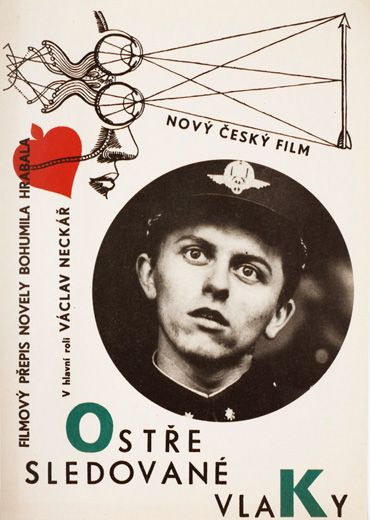 NOVÝ ČESKÝ FILM
FILMOVÝ PŘEPIS NOVELY BOHUMILA HRABALA
V hlavní roli VÁCLAV NECKÁŘ
OSTŘE
SLEDOVANÉ
VLAKY